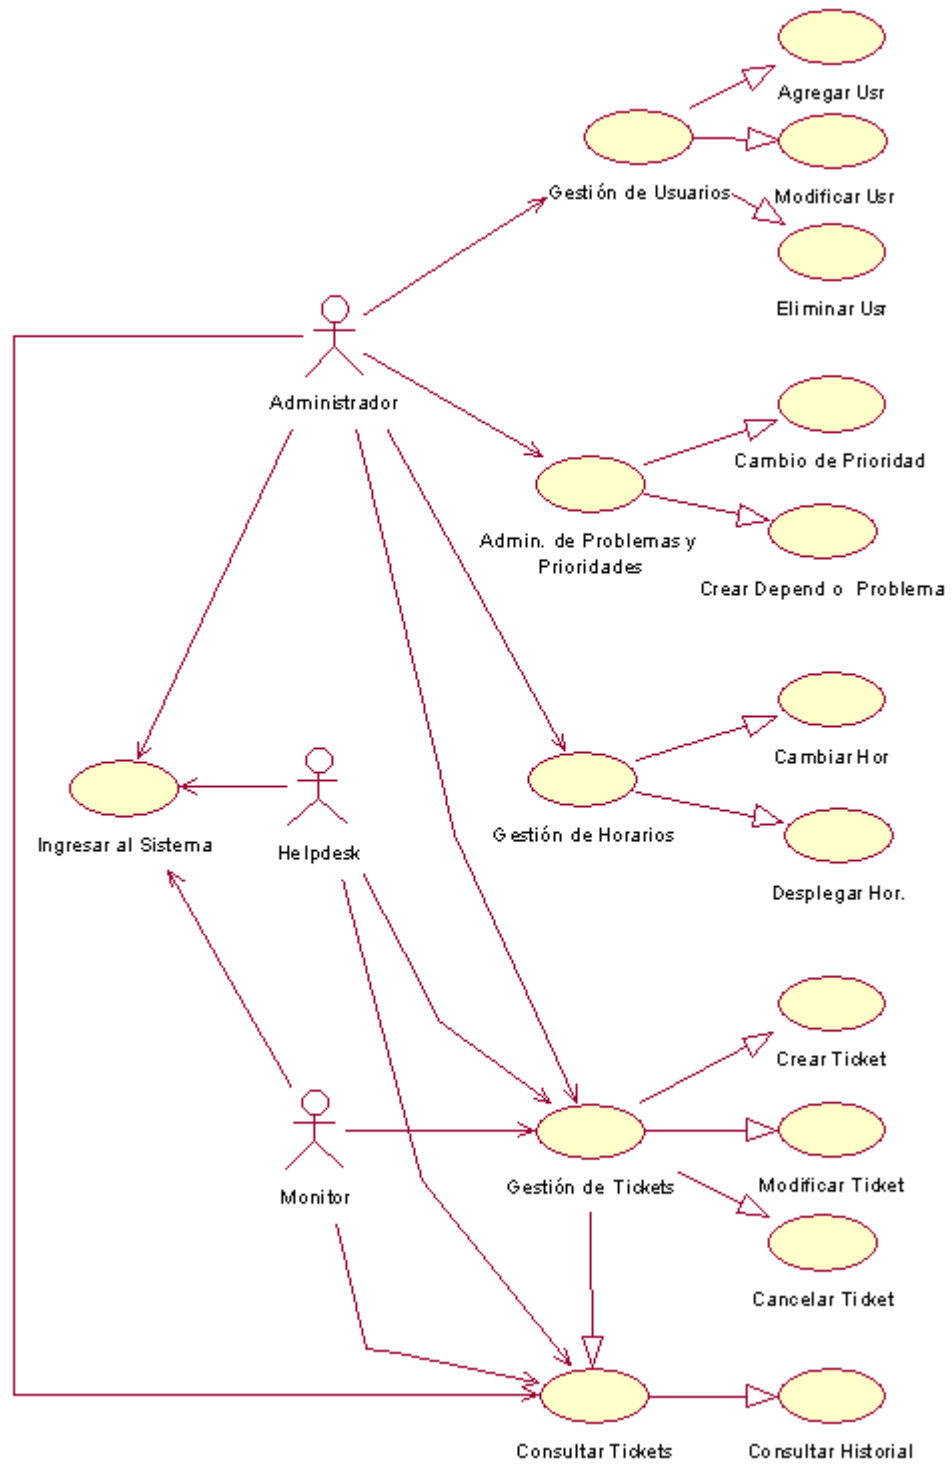 Agregar Usr
Gestión de Usuarios
Modificar Usr
Eliminar Usr
Administrador
Cambio de Prioridad
Admin. de Problemas y
Prioridades
Crear Depend o Problema
Cambiar Hor
Ingresar al Sistema
Helpdesk
Gestión de Horarios
Desplegar Hor.
Crear Ticket
Monitor
Gestión de Tickets
Modificar Ticket
Cancelar Ticket
Consultar Tickets
Consultar Historial